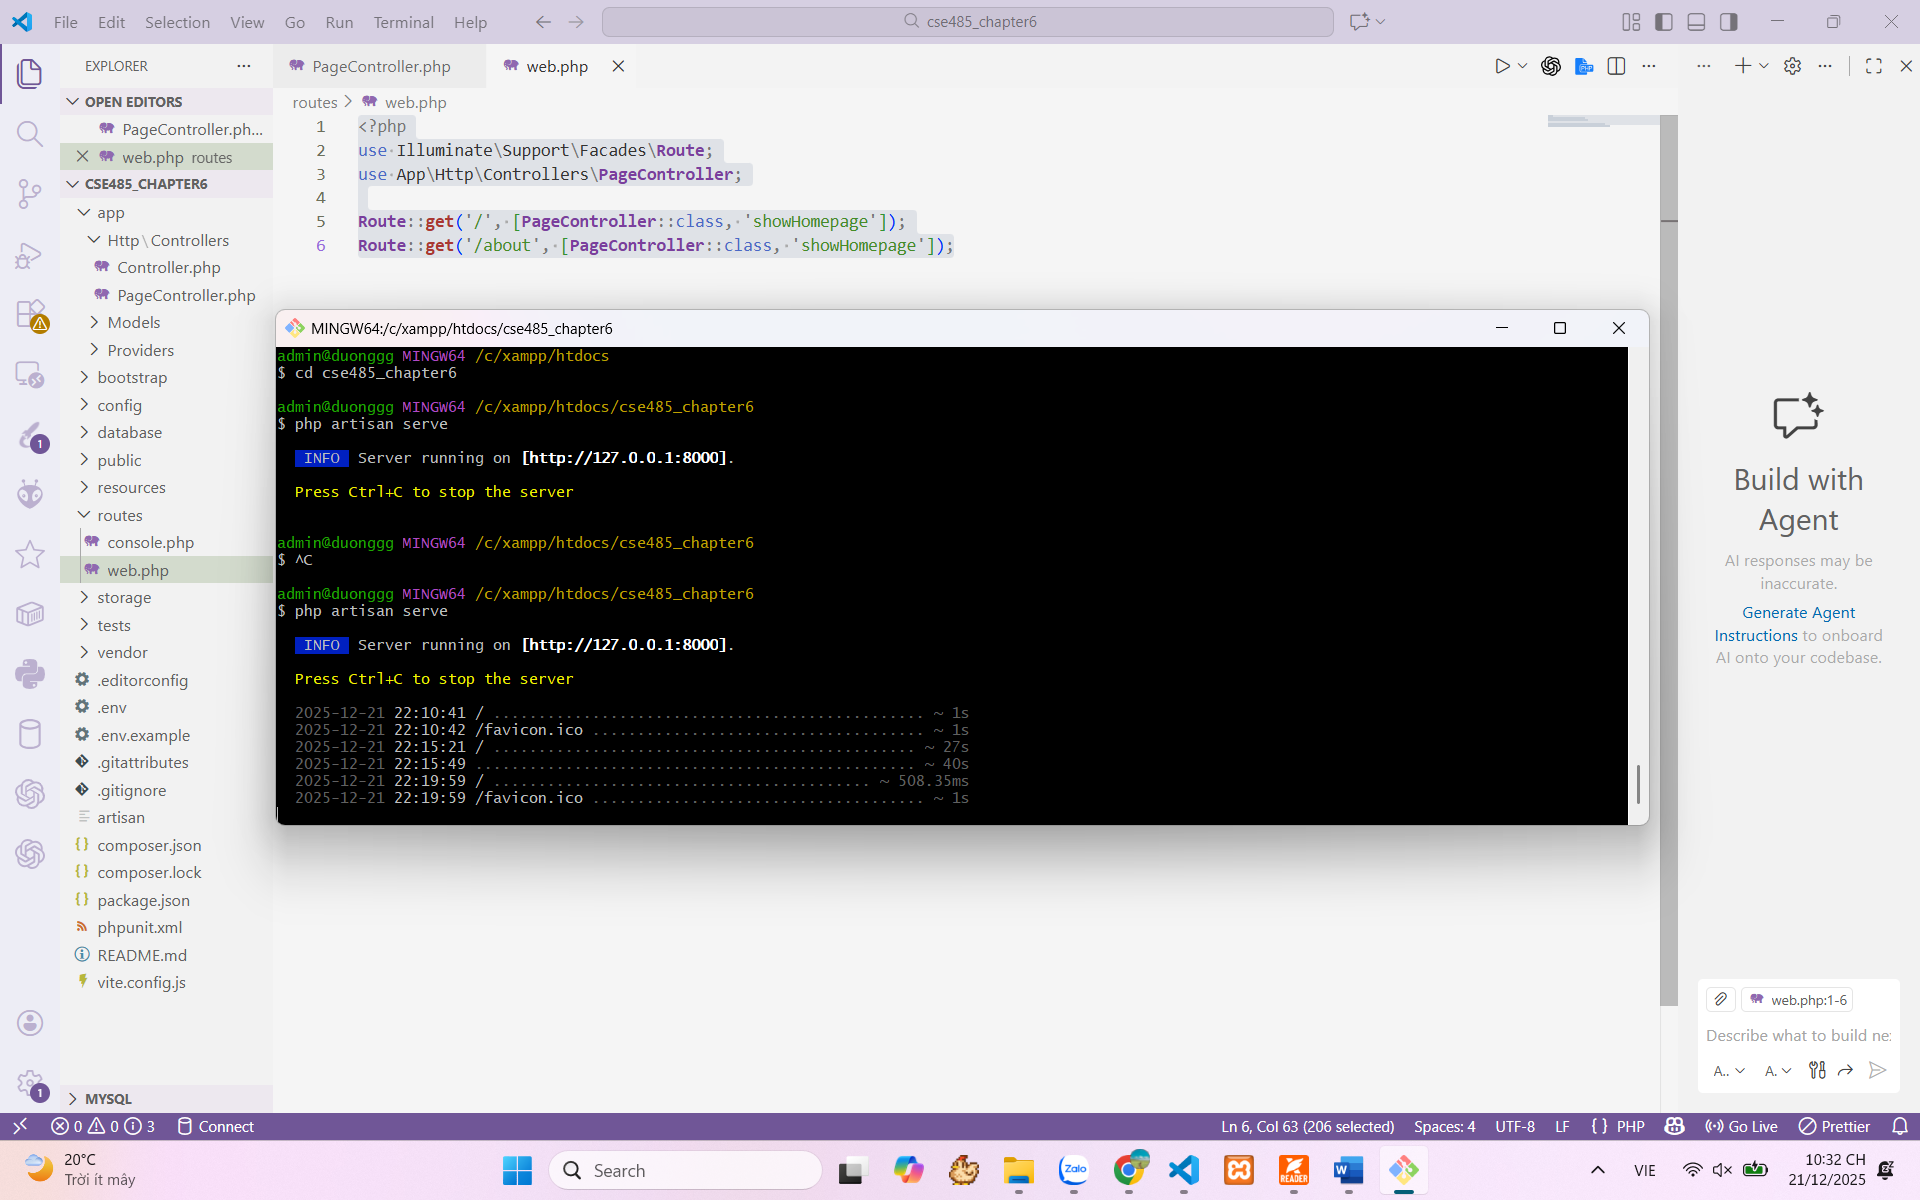 File Edit Selection View Go Run Terminal Help
cse485_chapter6
EXPLORER
OPEN EDITORS
PageController.ph...
web.php routes
CSE485_CHAPTER6
app
Http\Controllers
Controller.php
PageController.php
Models
Providers
bootstrap
config
database
public
resources
routes
console.php
web.php
storage
tests
vendor
.editorconfig
.env
.env.example
.gitattributes
.gitignore
artisan
composer.json
composer.lock
package.json
phpunit.xml
README.md
vite.config.js
MYSQL
1
1
PageController.php
web.php
routes > web.php
1 <?php
2 use Illuminate\Support\Facades\Route;
3 use App\Http\Controllers\PageController;
4
5 Route::get('/', [PageController::class, 'showHomepage']);
6 Route::get('/about', [PageController::class, 'showHomepage']);
MINGW64:/c/xampp/htdocs/cse485_chapter6
admin@duonggg MINGW64 /c/xampp/htdocs
$ cd cse485_chapter6
admin@duonggg MINGW64 /c/xampp/htdocs/cse485_chapter6
$ php artisan serve
INFO Server running on [http://127.0.0.1:8000].
Press Ctrl+C to stop the server
admin@duonggg MINGW64 /c/xampp/htdocs/cse485_chapter6
$ ^C
admin@duonggg MINGW64 /c/xampp/htdocs/cse485_chapter6
$ php artisan serve
INFO Server running on [http://127.0.0.1:8000].
Press Ctrl+C to stop the server
2025-12-21 22:10:41 / ................................................ ~ 1s
2025-12-21 22:10:42 /favicon.ico ..................................... ~ 1s
2025-12-21 22:15:21 / ............................................... ~ 27s
2025-12-21 22:15:49 ................................................. ~ 40s
2025-12-21 22:19:59 / .......................................... ~ 508.35ms
2025-12-21 22:19:59 /favicon.ico ..................................... ~ 1s
Build with
Agent
AI responses may be
inaccurate.
Generate Agent
Instructions to onboard
AI onto your codebase.
web.php:1-6
Describe what to build ne
A.. A.
0 0 3 Connect
Ln 6, Col 63 (206 selected) Spaces: 4 UTF-8 LF { } PHP Go Live Prettier
20°C
Trời ít mây
Search
Zalo
READER
VIE
10:32 CH
21/12/2025